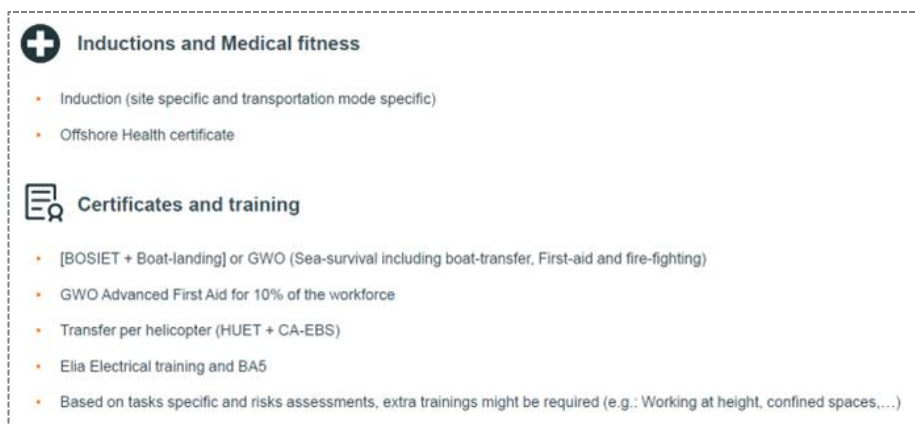 Inductions and Medical fitness
• Induction (site specific and transportation mode specific)
• Offshore Health certificate
Certificates and training
• [BOSIET + Boat-landing] or GWO (Sea-survival including boat-transfer, First-aid and fire-fighting)
• GWO Advanced First Aid for 10% of the workforce
• Transfer per helicopter (HUET + CA-EBS)
• Elia Electrical training and BA5
• Based on tasks specific and risks assessments, extra trainings might be required (e.g.: Working at height, confined spaces,…)